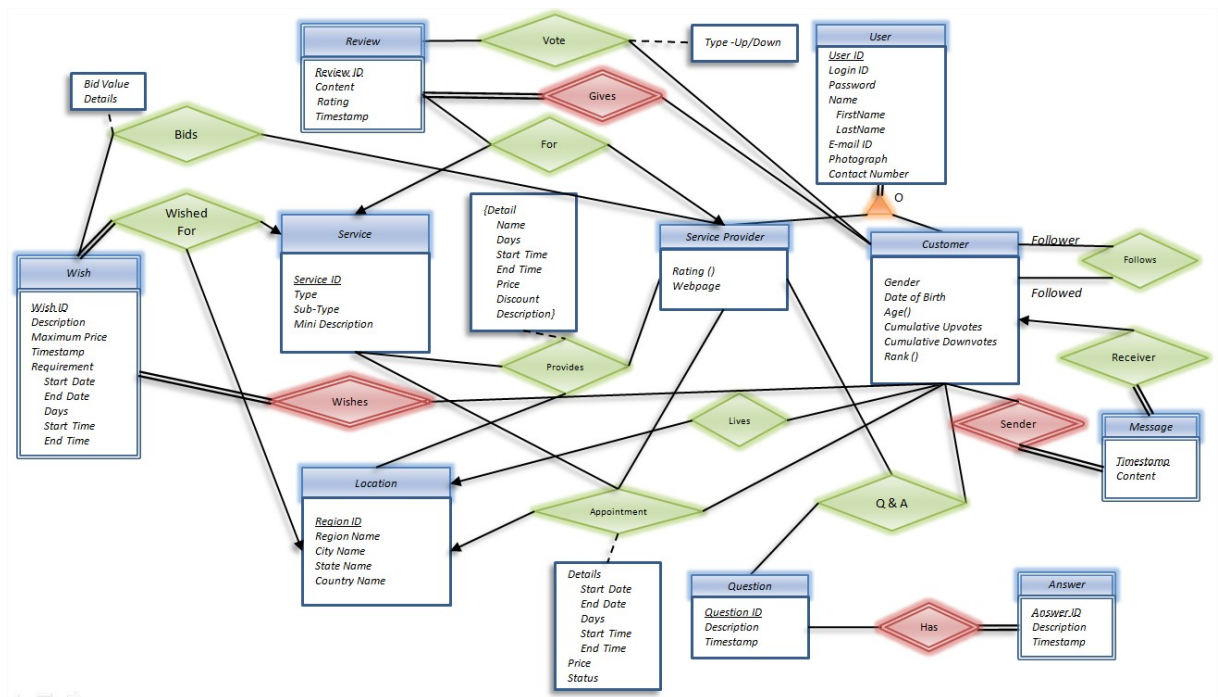 Review
Review ID
Content
Rating
Timestamp
Vote
Type -Up/Down
User
User ID
Login ID
Password
Name
FirstName
LastName
E-mail ID
Photograph
Contact Number
Bid Value
Details
Bids
Gives
For
O
Wished
For
Service
Service ID
Type
Sub-Type
Mini Description
{Detail
Name
Days
Start Time
End Time
Price
Discount
Description}
Service Provider
Rating ()
Webpage
Customer
Gender
Date of Birth
Age()
Cumulative Upvotes
Cumulative Downvotes
Rank ()
Follower
Follows
Followed
Wish
Wish ID
Description
Maximum Price
Timestamp
Requirement
Start Date
End Date
Days
Start Time
End Time
Wishes
Provides
Receiver
Lives
Sender
Message
Timestamp
Content
Location
Region ID
Region Name
City Name
State Name
Country Name
Appointment
Q & A
Details
Start Date
End Date
Days
Start Time
End Time
Price
Status
Question
Question ID
Description
Timestamp
Has
Answer
Answer ID
Description
Timestamp